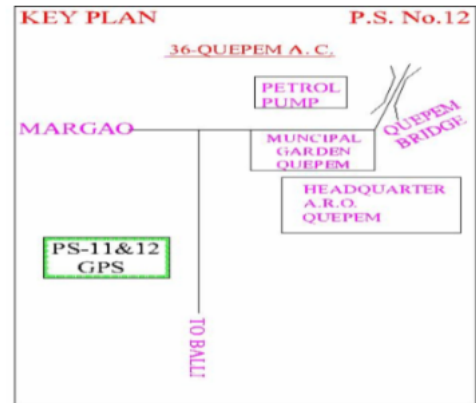 KEY PLAN P.S. No.12
36-QUEPEM A. C.
PETROL
PUMP
MARGAO
QUEPEM
BRIDGE
MUNCIPAL
GARDEN
QUEPEM
HEADQUARTER
A.R.O.
QUEPEM
PS-11&12
GPS
TO BALLI